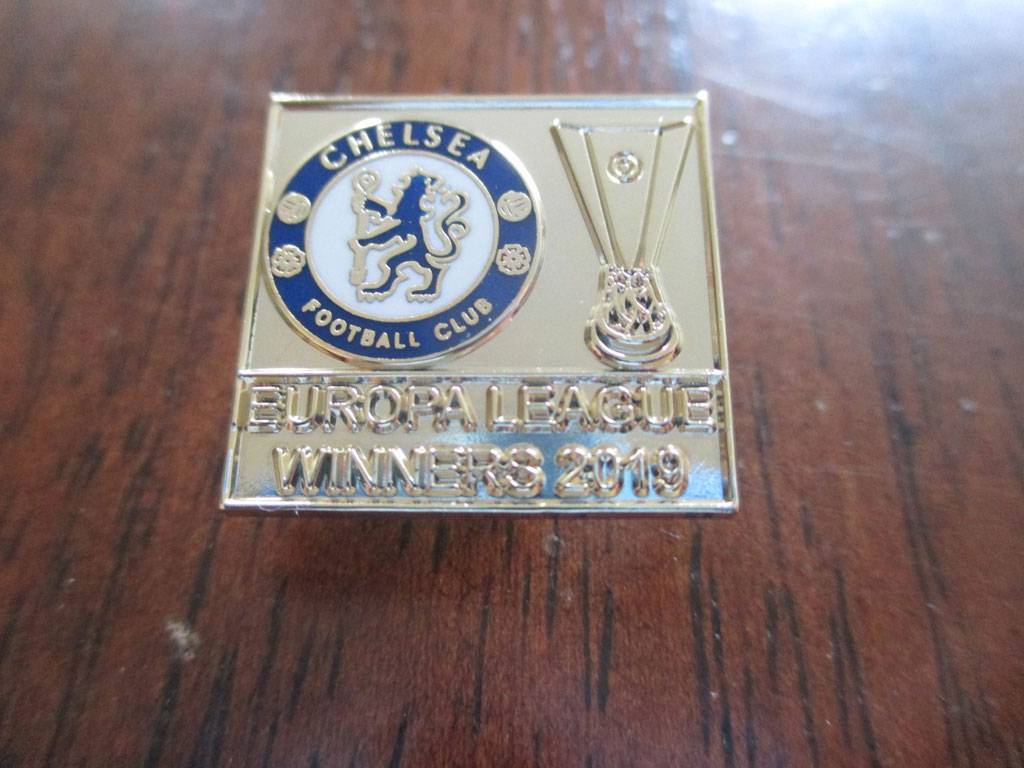 CHELSEA
FOOTBALL CLUB
EUROPA LEAGUE
WINNERS 2019